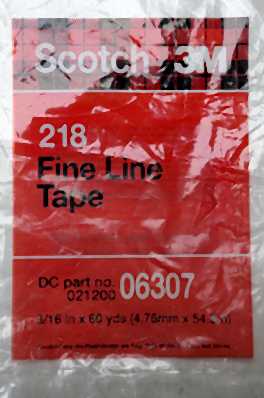 Scotch 3M
218
Fine Line
Tape
DC part no. 06307
021200
3/16 in x 60 yds (4.76mm x 54.8m)